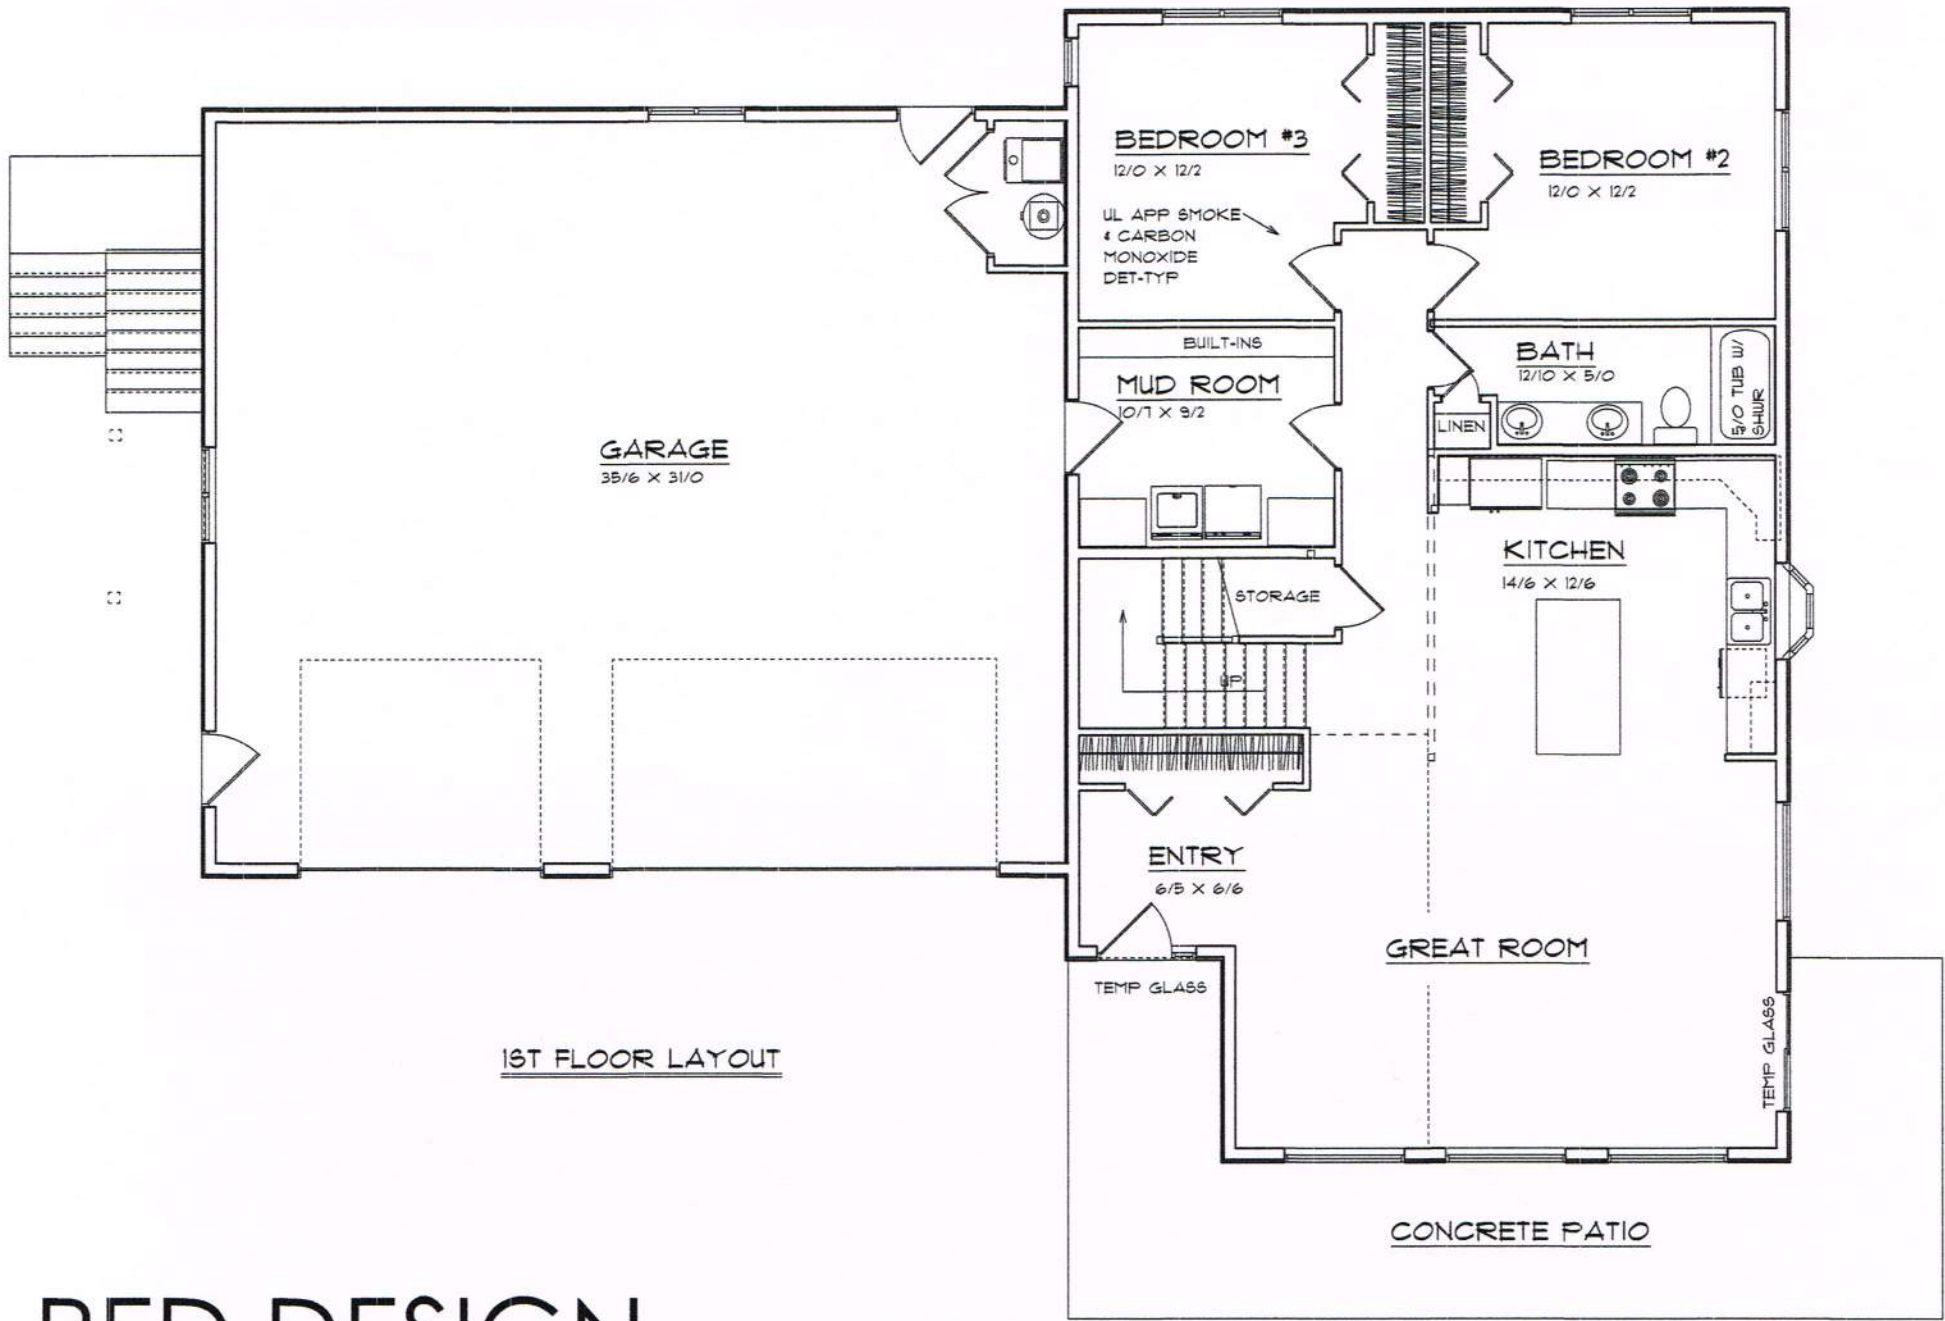 BEDROOM #3
12/0 X 12/2
BEDROOM #2
12/0 X 12/2
UL APP SMOKE
& CARBON
MONOXIDE
DET-TYP
BUILT-INS
MUD ROOM
10/7 X 9/2
BATH
12/10 X 5/0
5/0 TUB W/
SHWR
LINEN
GARAGE
35/6 X 31/0
KITCHEN
14/6 X 12/6
STORAGE
UP
ENTRY
6/5 X 6/6
GREAT ROOM
TEMP GLASS
TEMP GLASS
1ST FLOOR LAYOUT
CONCRETE PATIO
BED DESIGN